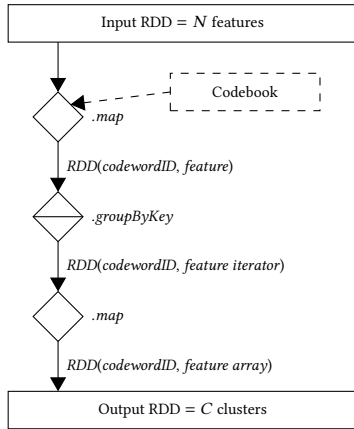 Input RDD = N features
Codebook
.map
RDD(codewordID, feature)
.groupByKey
RDD(codewordID, feature iterator)
.map
RDD(codewordID, feature array)
Output RDD = C clusters